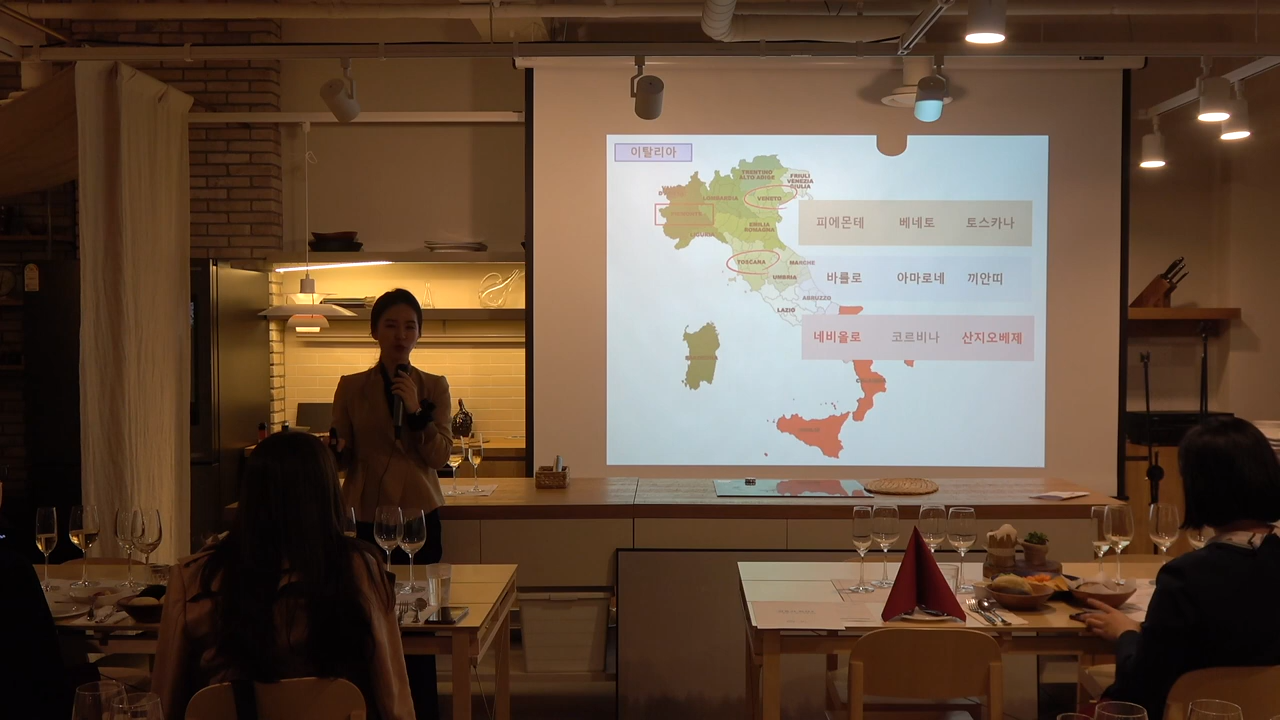 이탈리아
TRENTINO
ALTO ADIGE
FRIULI
VENEZIA
GIULIA
LOMBARDIA
VENETO
PIEMONTE
EMILIA
ROMAGNA
LIGURIA
TOSCANA
MARCHE
UMBRIA
ABRUZZO
LAZIO
피에몬테 베네토 토스카나
바롤로 아마로네 끼안띠
네비올로 코르비나 산지오베제